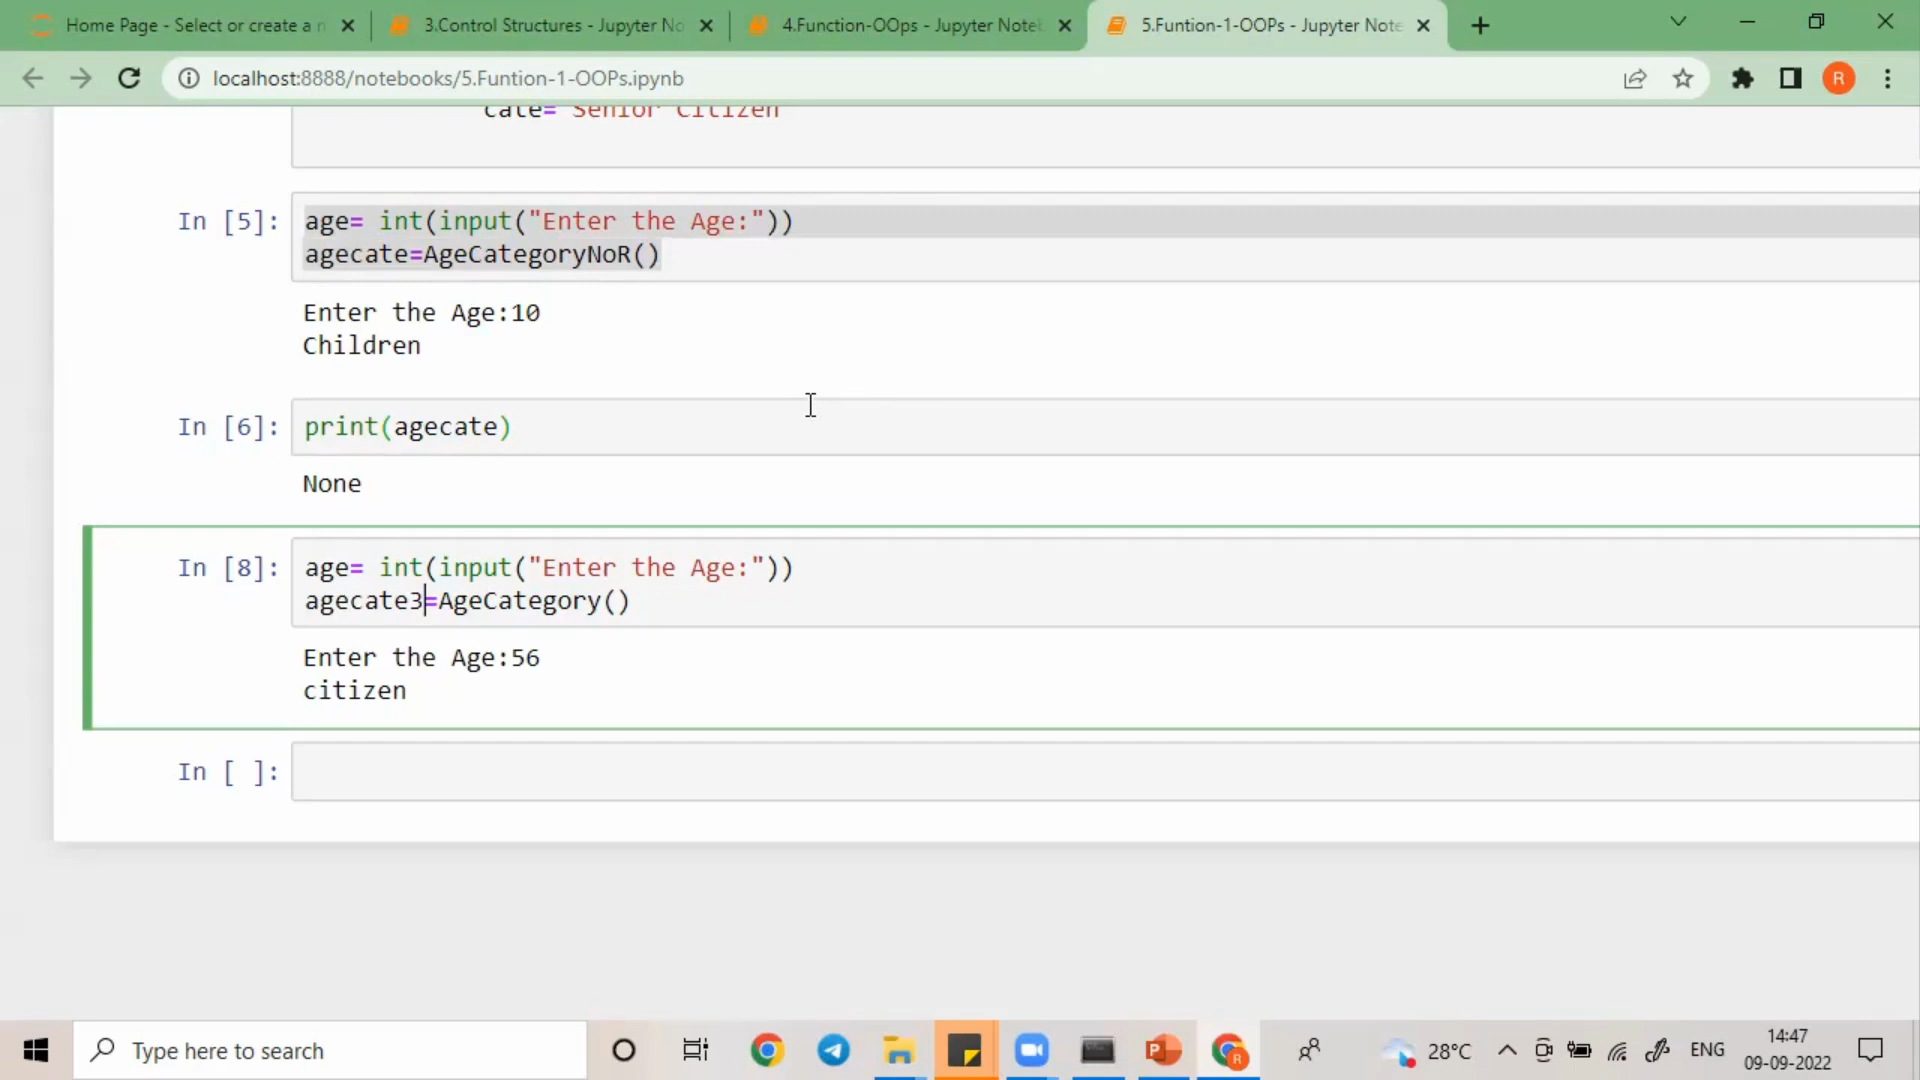 Home Page - Select or create a n
3.Control Structures - Jupyter No
4.Function-OOps - Jupyter Notel
5.Funtion-1-OOPs - Jupyter Note
localhost:8888/notebooks/5.Funtion-1-OOPs.ipynb
R
cate= Senior Citizen
In [5]: age= int(input("Enter the Age:"))
agecate=AgeCategoryNoR()
Enter the Age:10
Children
In [6]: print(agecate)
None
In [8]: age= int(input("Enter the Age:"))
agecate3=AgeCategory()
Enter the Age:56
citizen
In [ ]:
Type here to search
28°C
ENG
14:47
09-09-2022